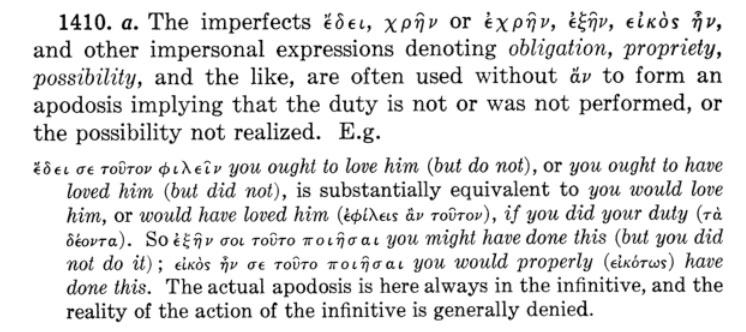 1410. a. The imperfects ἔδει, χρῆν or ἐχρῆν, ἐξῆν, εἰκὸς ἦν,
and other impersonal expressions denoting obligation, propriety,
possibility, and the like, are often used without ἄν to form an
apodosis implying that the duty is not or was not performed, or
the possibility not realized. E.g.
ἔδει σε τοῦτον φιλεῖν you ought to love him (but do not), or you ought to have
loved him (but did not), is substantially equivalent to you would love
him, or would have loved him (ἐφίλεις ἂν τοῦτον), if you did your duty (τὰ
δέοντα). So ἐξῆν σοι τοῦτο ποιῆσαι you might have done this (but you did
not do it); εἰκὸς ἦν σε τοῦτο ποιῆσαι you would properly (εἰκότως) have
done this. The actual apodosis is here always in the infinitive, and the
reality of the action of the infinitive is generally denied.